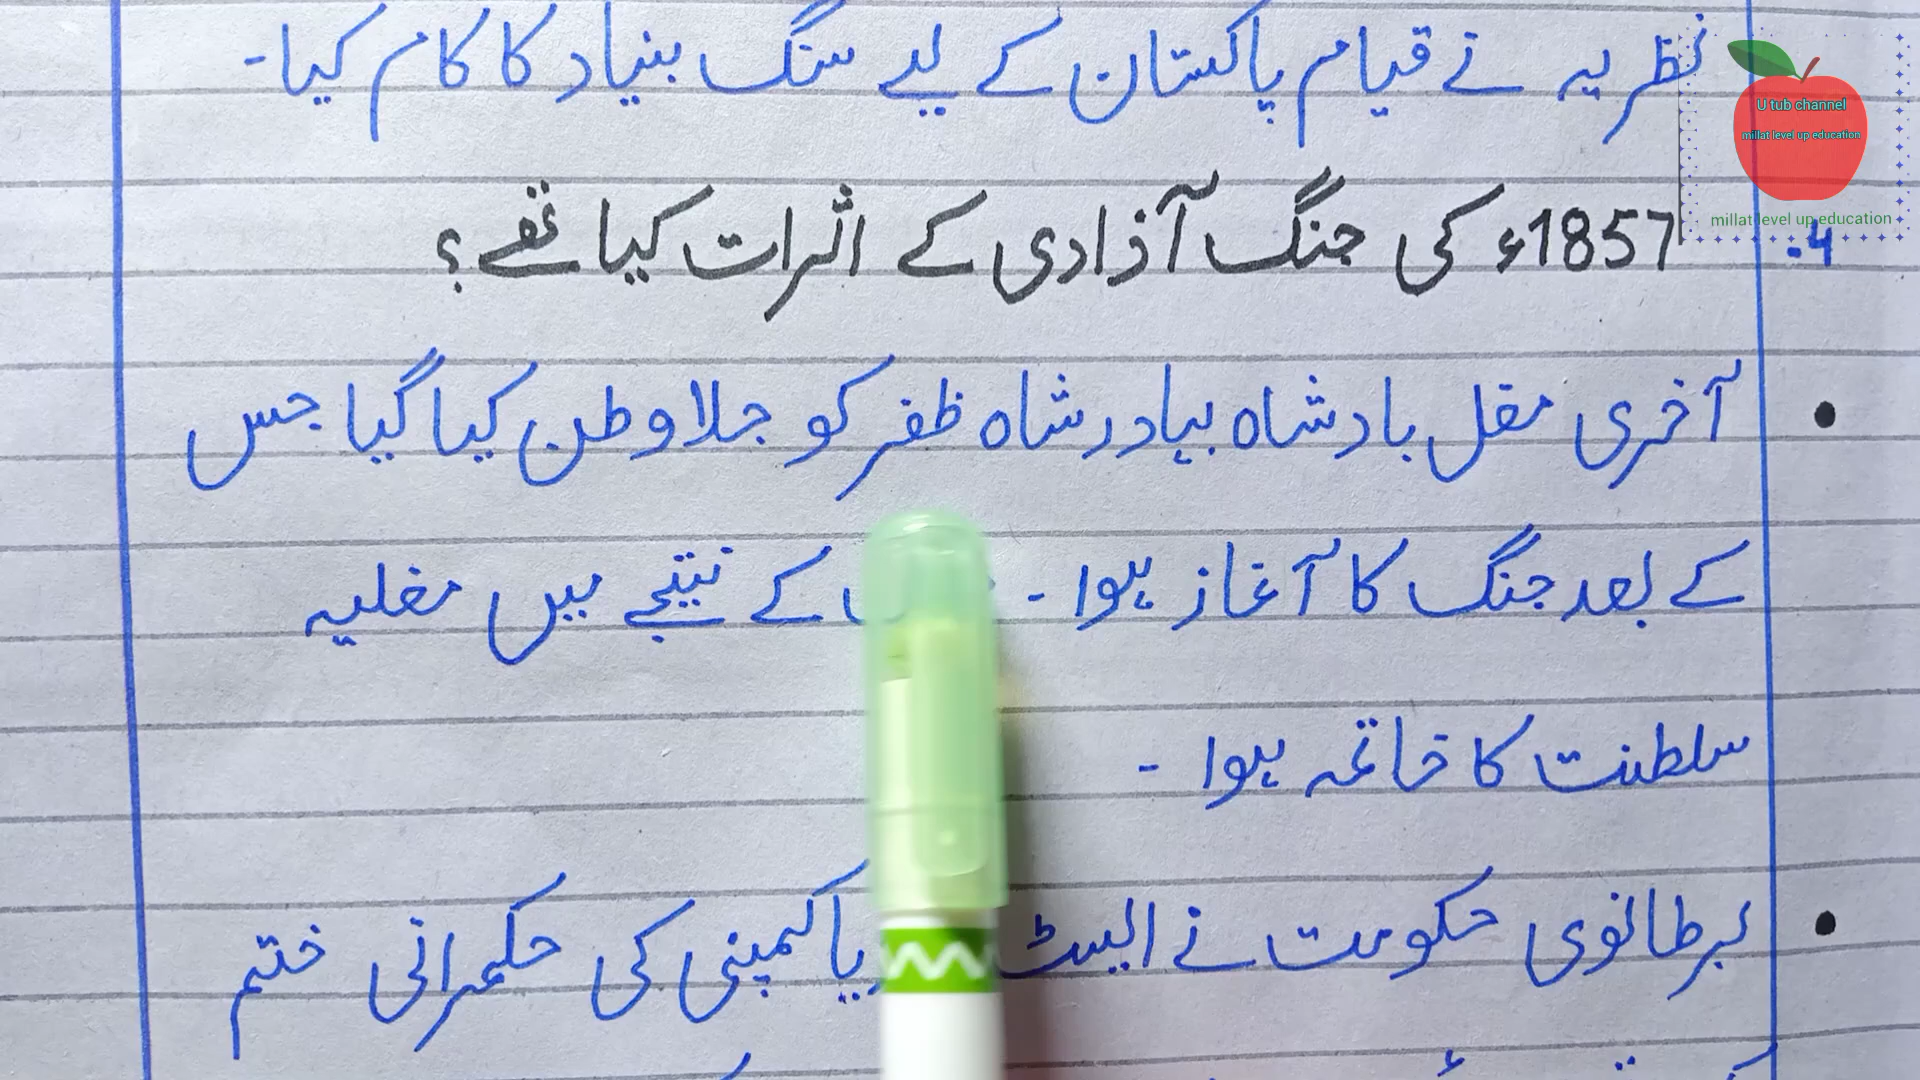 نظریہ نے قیام پاکستان کے لیے سنگ بنیاد کا کام کیا۔
4. 1857ء کی جنگ آذادی کے اثرات کیا تھے؟
• آخری مغل بادشاہ بہادر شاہ ظفر کو جلا وطن کیا گیا جس
کے بعد جنگ کا آغاز ہوا ۔ کے نتیجے میں مغلیہ
سلطنت کا خاتمہ ہوا ۔
• برطانوی حکومت نے ایسٹ کمپنی کی حکمرانی ختم
U tub channel
millat level up education
millat level up education